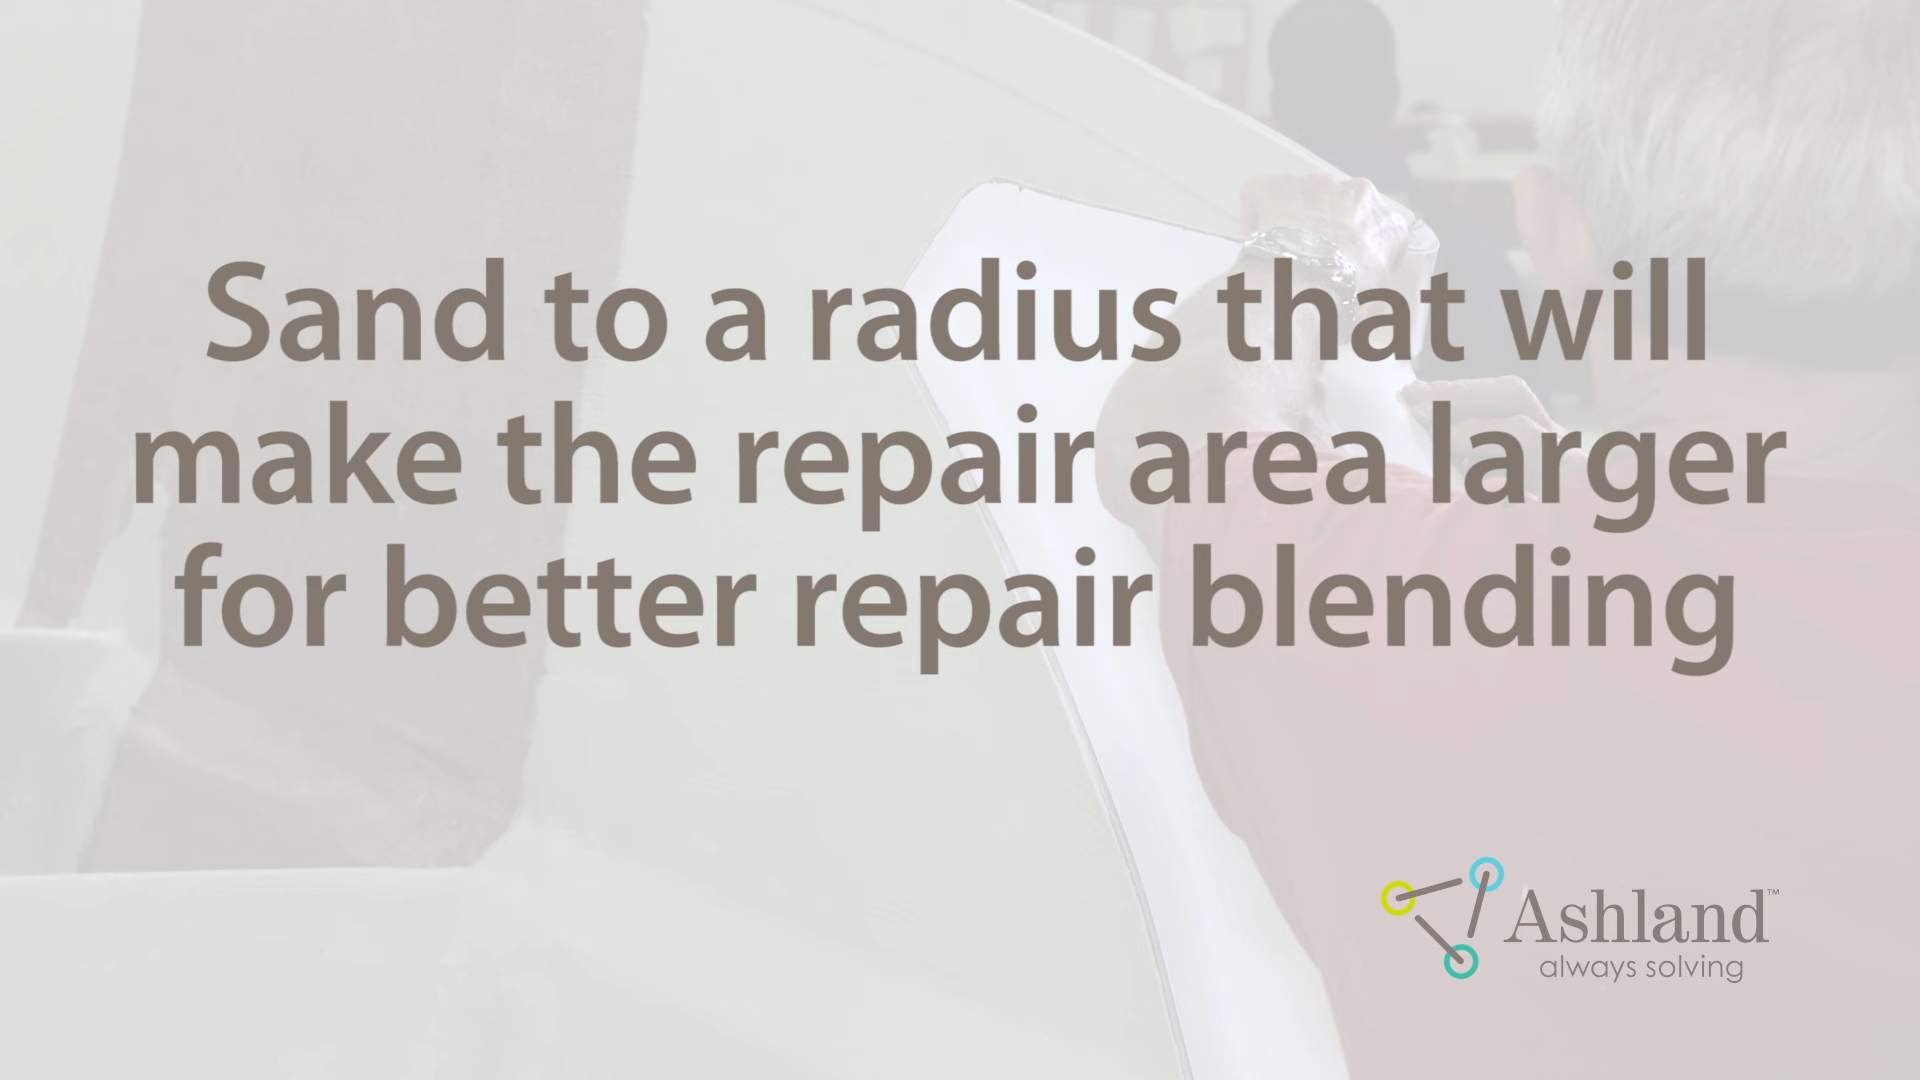 Sand to a radius that will
make the repair area larger
for better repair blending
Ashland™
always solving